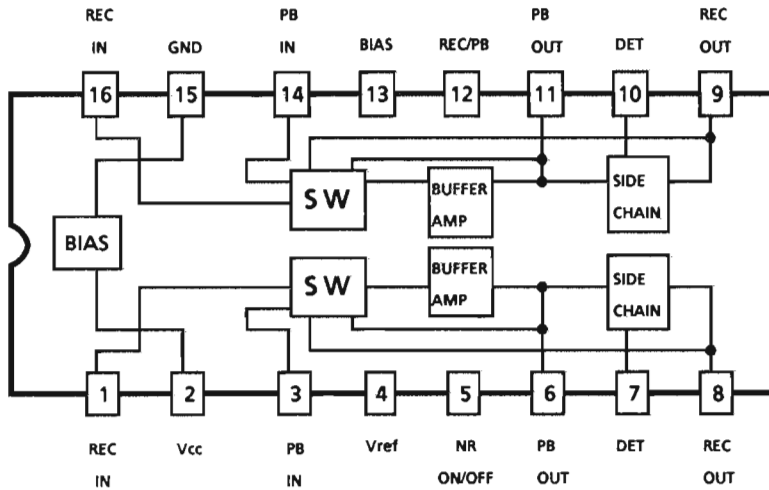 REC PB PB REC
IN GND IN BIAS REC/PB OUT DET OUT
16 15 14 13 12 11 10 9
SW BUFFER AMP SIDE CHAIN
BIAS
SW BUFFER AMP SIDE CHAIN
1 2 3 4 5 6 7 8
REC Vcc PB Vref NR PB DET REC
IN IN ON/OFF OUT OUT